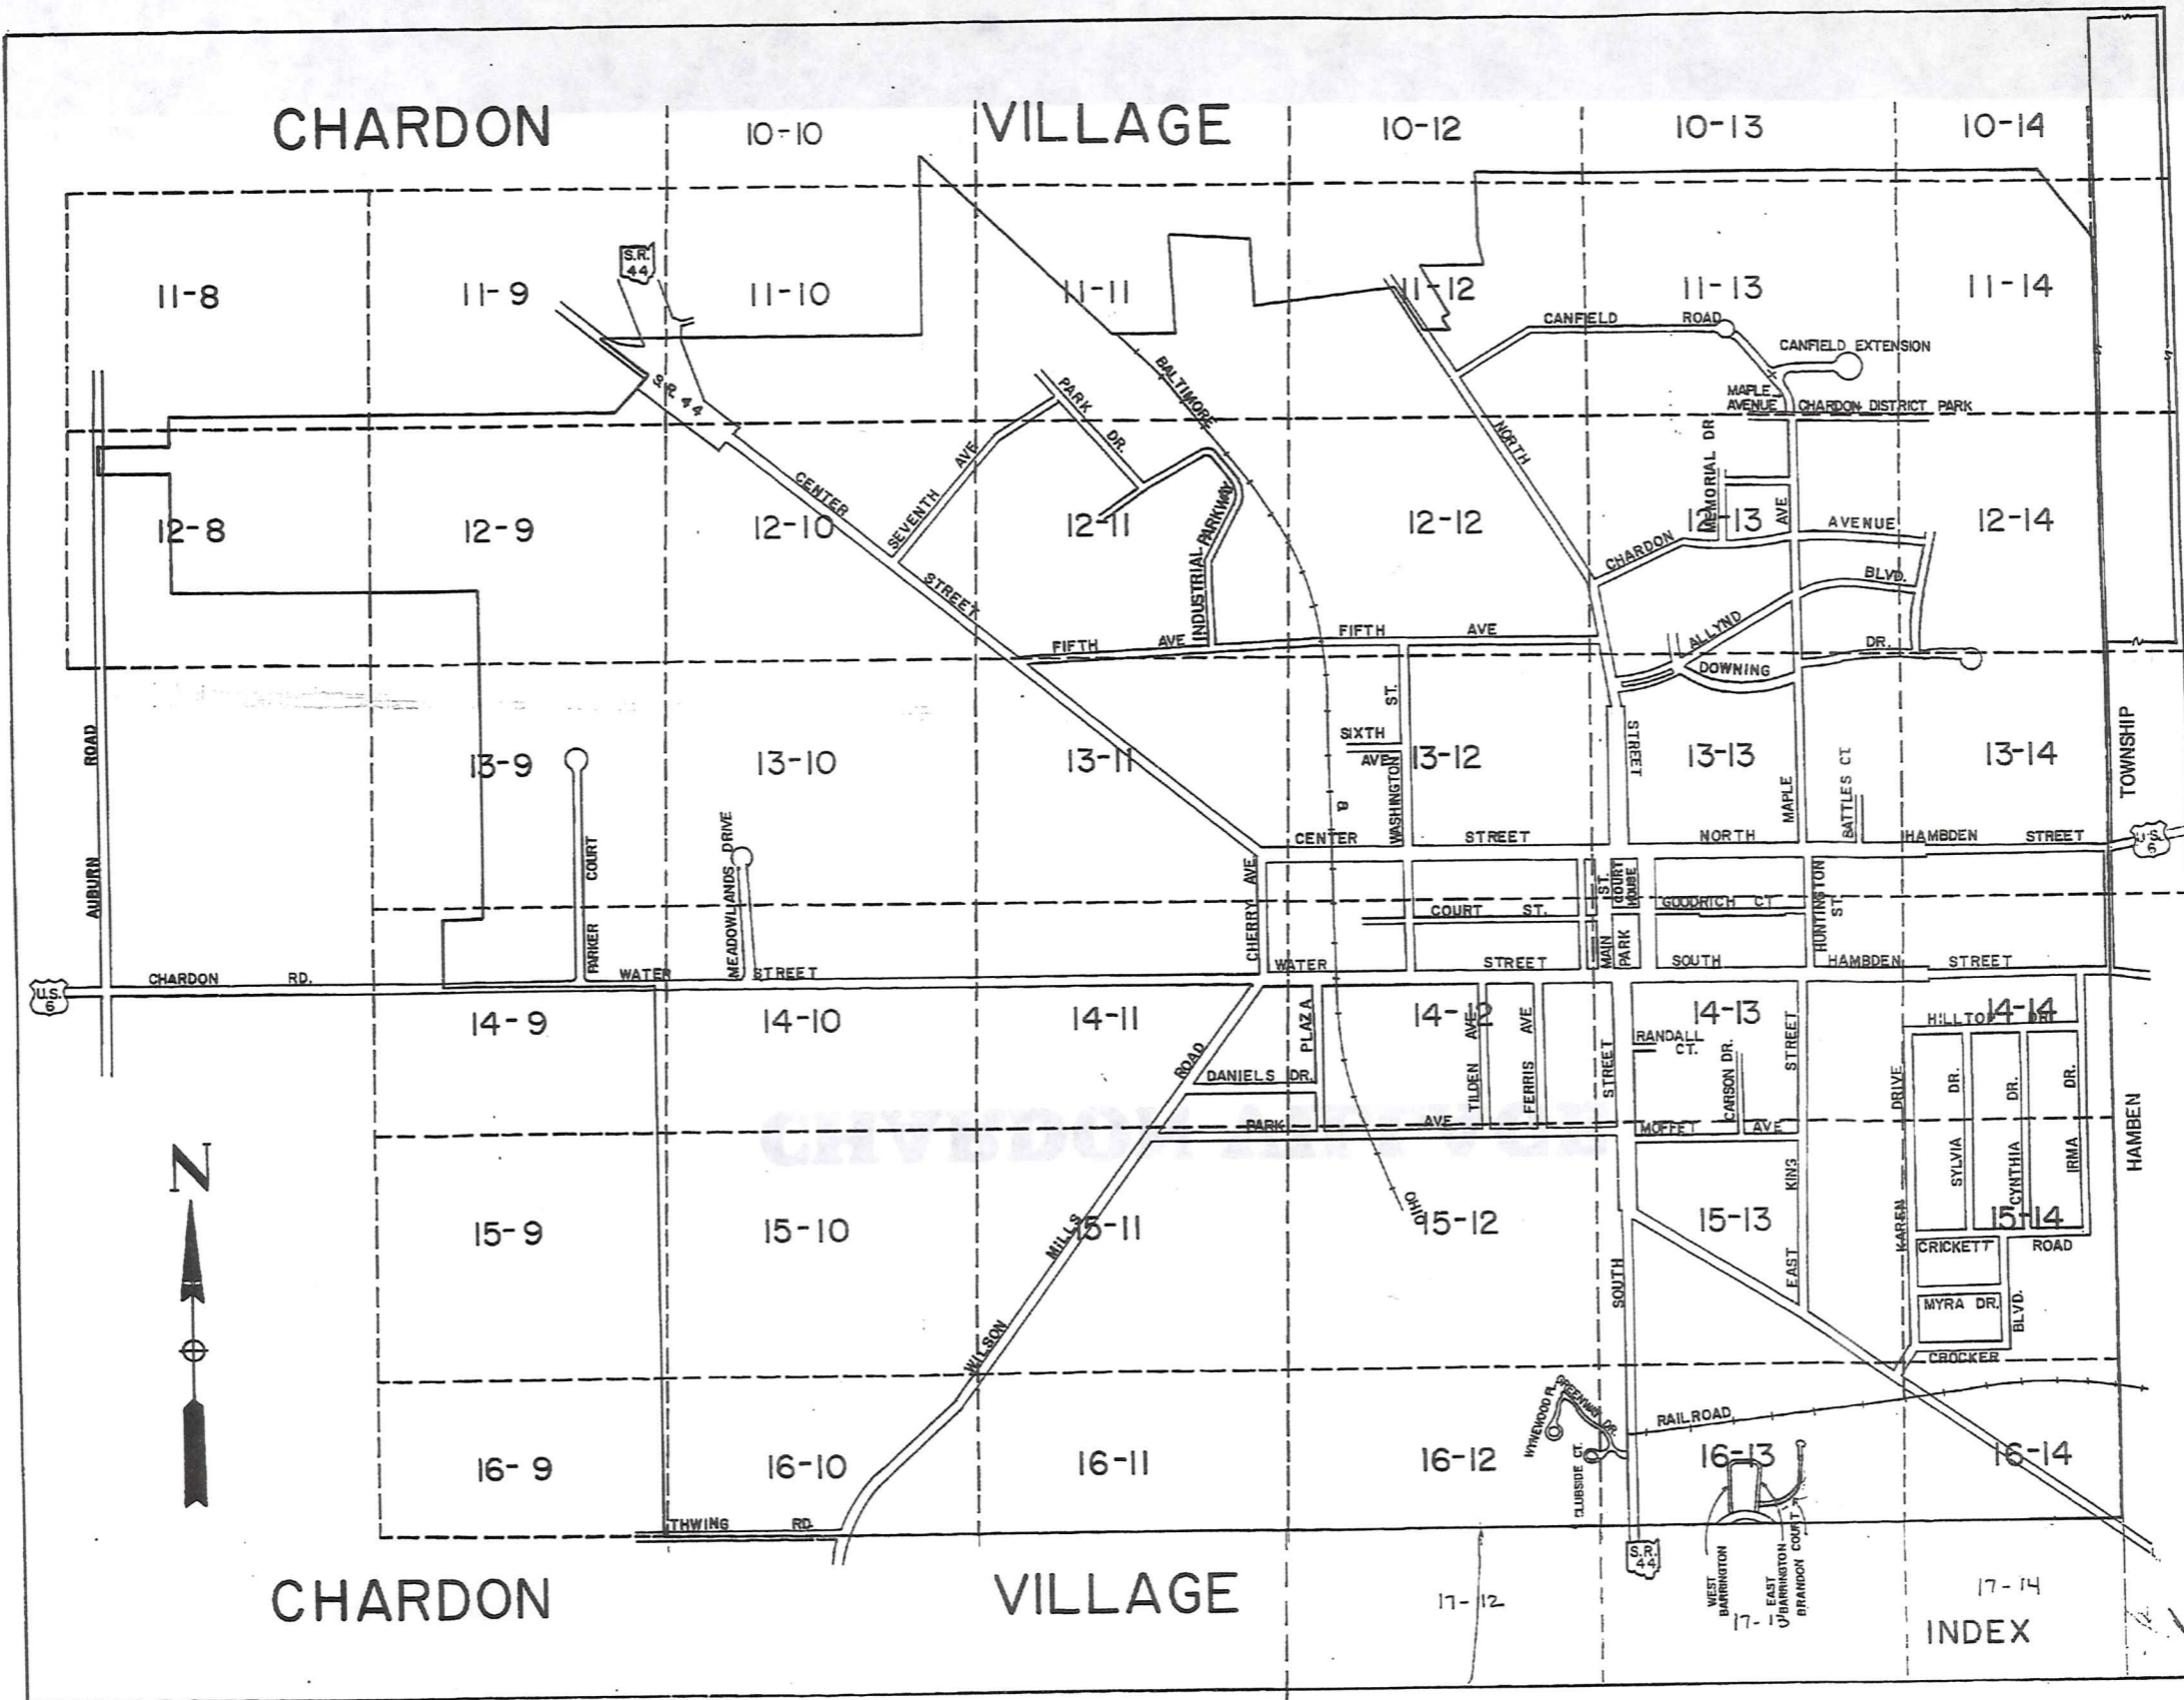 CHARDON VILLAGE
10-10
10-12
10-13
10-14
S.R.
44
11-8
11-9
11-10
11-11
11-12
11-13
11-14
CANFIELD ROAD
CANFIELD EXTENSION
MAPLE
AVENUE
CHARDON DISTRICT PARK
S.R. 44
PARK DR.
BALTIMORE
NORTH
MEMORIAL DR
SEVENTH AVE
CENTER
STREET
12-8
12-9
12-10
12-11
12-12
12-13
12-14
INDUSTRIAL PARKWAY
CHARDON
AVE
AVENUE
BLVD.
ALLYND
FIFTH AVE
FIFTH AVE
DOWNING DR.
ROAD
AUBURN
13-9
13-10
13-11
13-12
13-13
13-14
ST.
SIXTH
AVE
WASHINGTON
STREET
MAPLE
BATTLES CT
TOWNSHIP
&
CENTER STREET
NORTH HAMBDEN STREET
U.S.
6
PARKER COURT
MEADOWLANDS DRIVE
CHERRY AVE
COURT ST.
MAIN ST.
COURT
HOUSE
PARK
GOODRICH CT
HUNTINGTON
ST.
CHARDON RD.
WATER STREET
WATER STREET
SOUTH HAMBDEN STREET
U.S.
6
14-9
14-10
14-11
14-12
14-13
14-14
PLAZA
TILDEN AVE
FERRIS AVE
STREET
RANDALL
CT.
CARSON DR.
STREET
HILLTOP DR
ROAD
DANIELS DR.
PARK AVE
MOFFET AVE
DRIVE
SYLVIA DR.
CYNTHIA DR.
IRMA DR.
HAMBEN
N
15-9
15-10
15-11
15-12
15-13
15-14
MILLS
WILSON
OHIO
SOUTH
EAST KING
KAREN
CRICKETT ROAD
MYRA DR.
BLVD.
CROCKER
WYNEWOOD PL.
GREENWAY DR.
CLUBSIDE CT.
RAILROAD
16-9
16-10
16-11
16-12
16-13
16-14
THWING RD.
S.R.
44
WEST
BARRINGTON
EAST
BARRINGTON
BRANDON COURT
CHARDON VILLAGE
17-12
17-14
INDEX